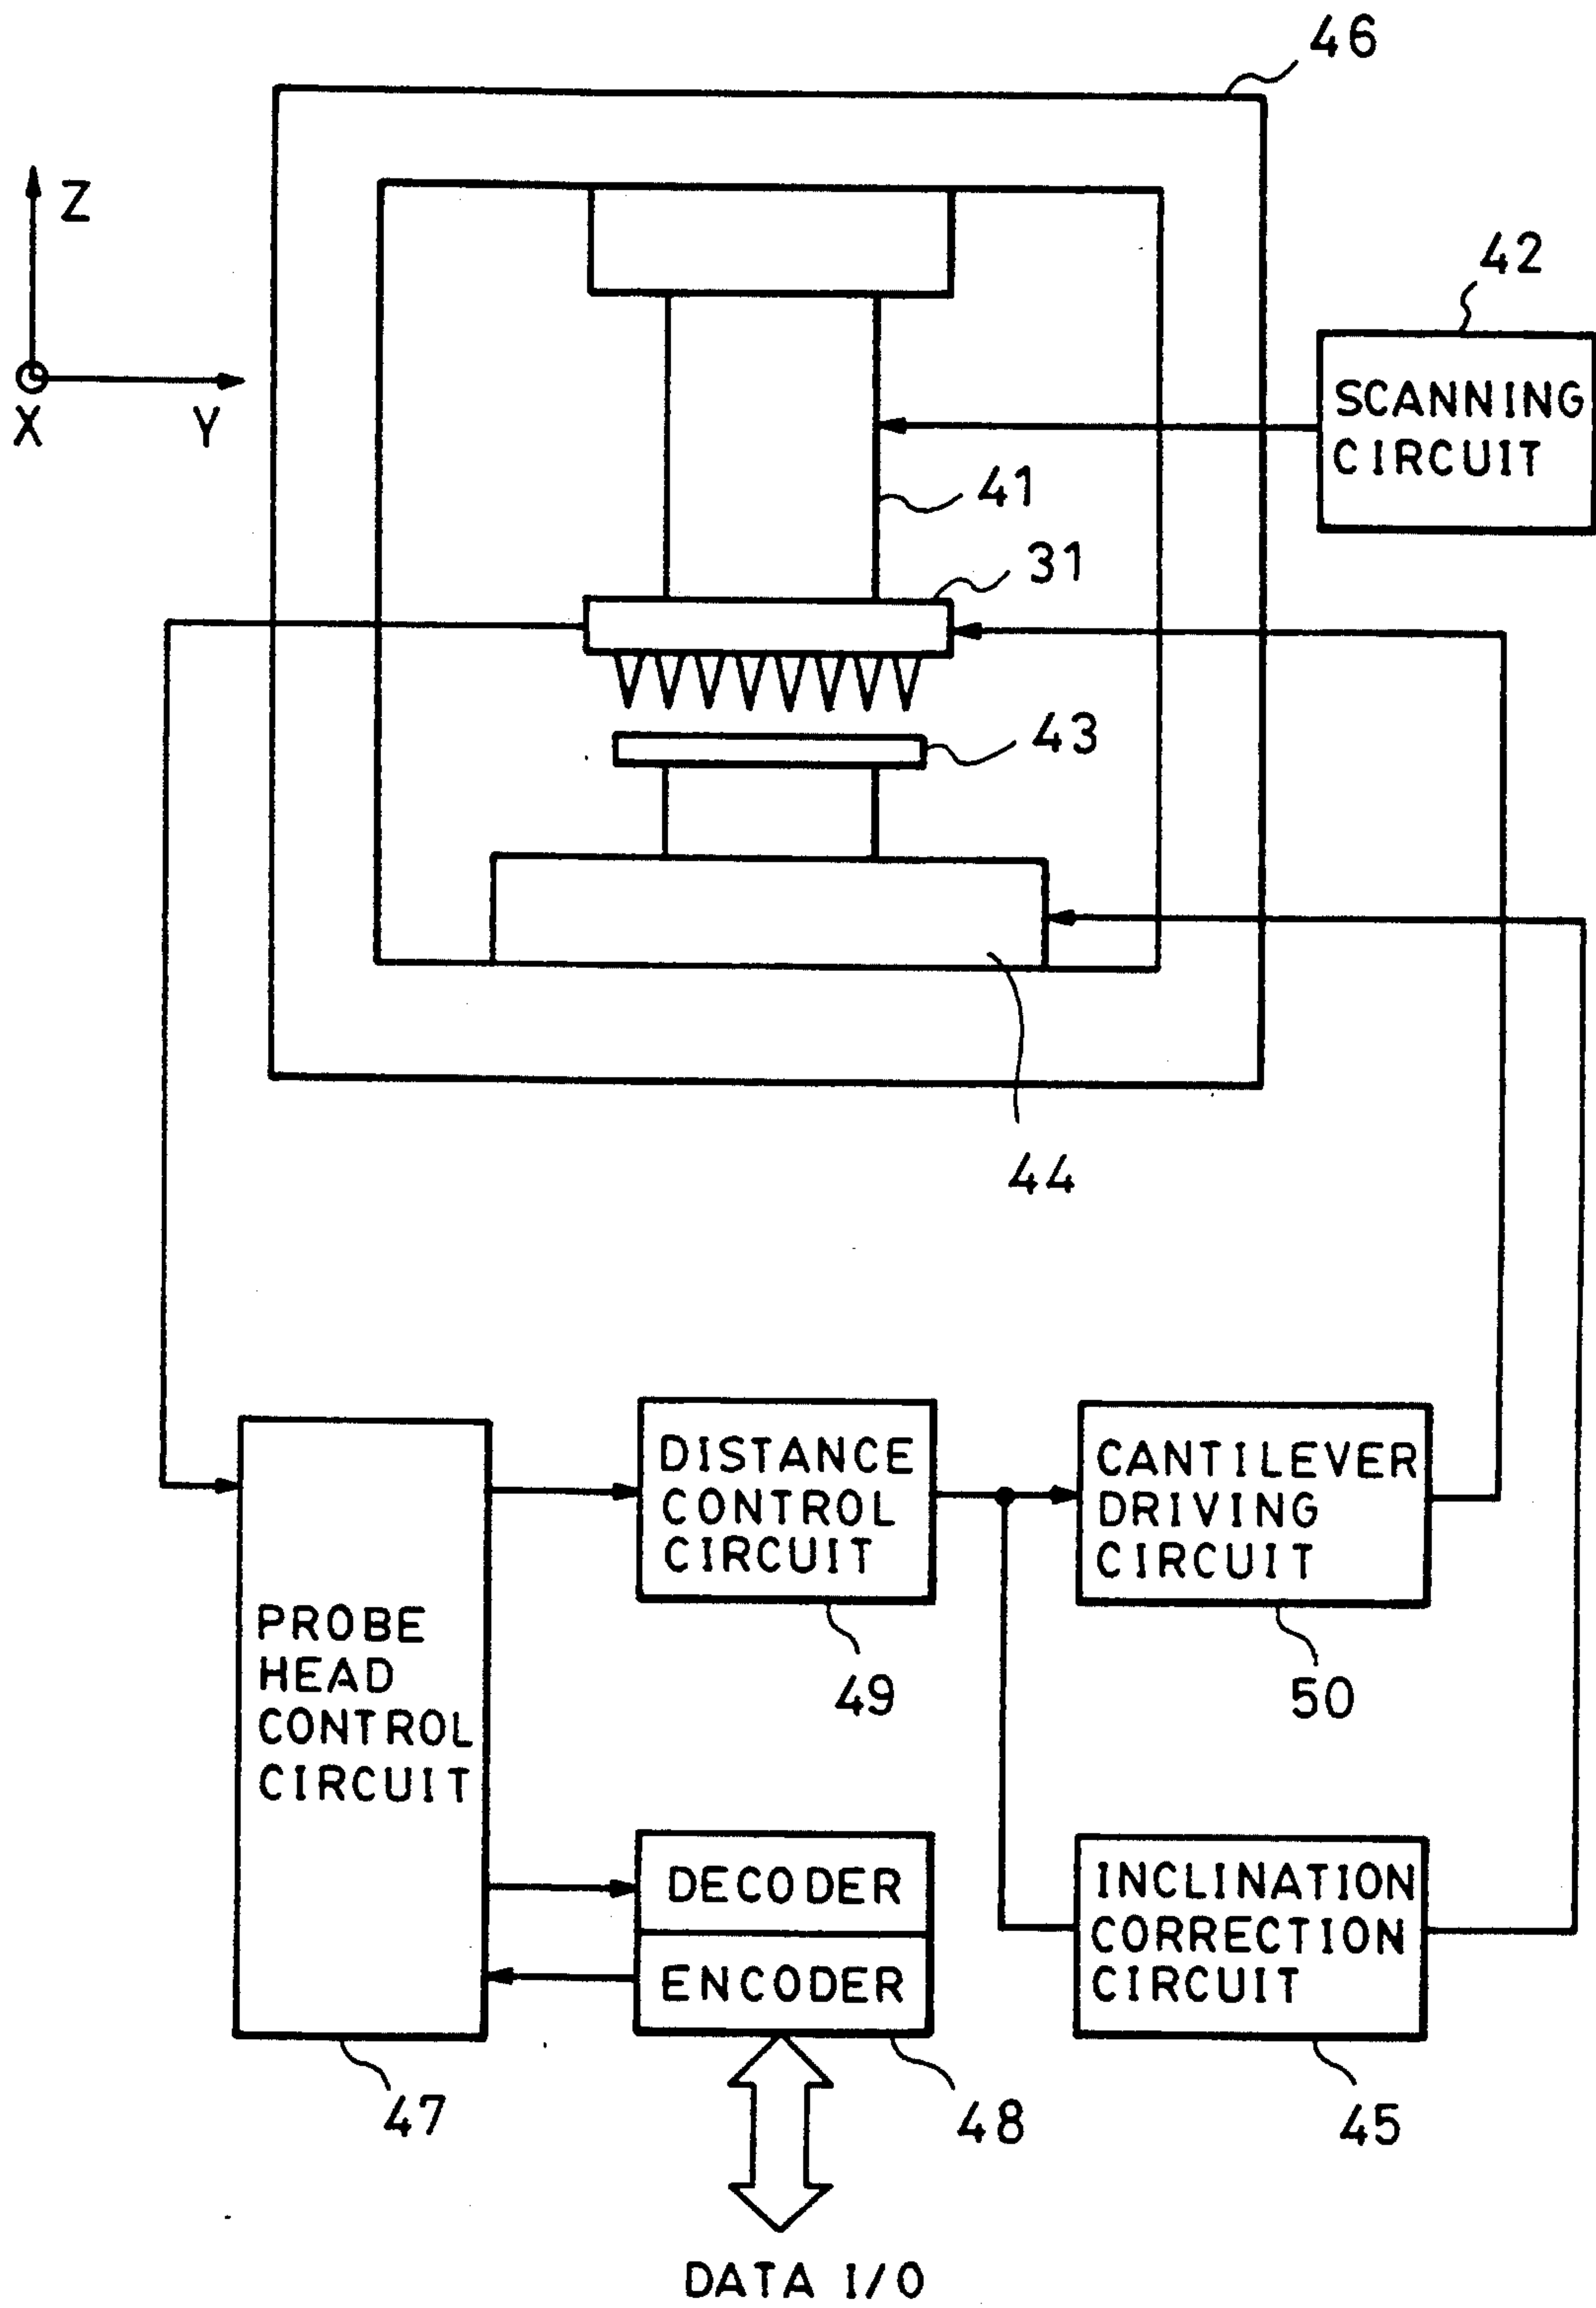 46
Z
X
Y
42
SCANNING
CIRCUIT
41
31
43
44
DISTANCE
CONTROL
CIRCUIT
49
CANTILEVER
DRIVING
CIRCUIT
50
PROBE
HEAD
CONTROL
CIRCUIT
47
DECODER
ENCODER
48
INCLINATION
CORRECTION
CIRCUIT
45
DATA I/O